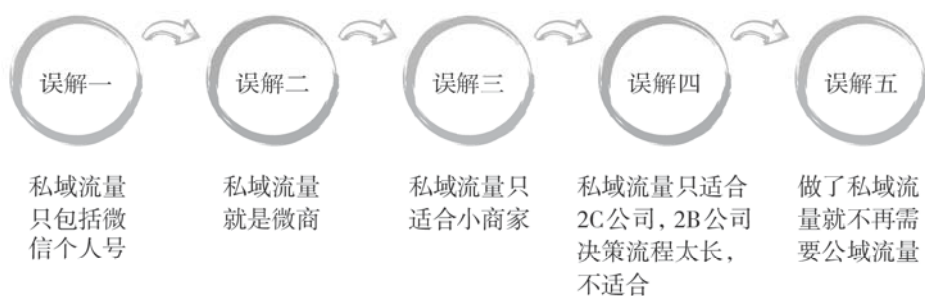 误解一
误解二
误解三
误解四
误解五
私域流量
只包括微
信个人号
私域流量
就是微商
私域流量只
适合小商家
私域流量只适合
2C公司，2B公司
决策流程太长，
不适合
做了私域流
量就不再需
要公域流量